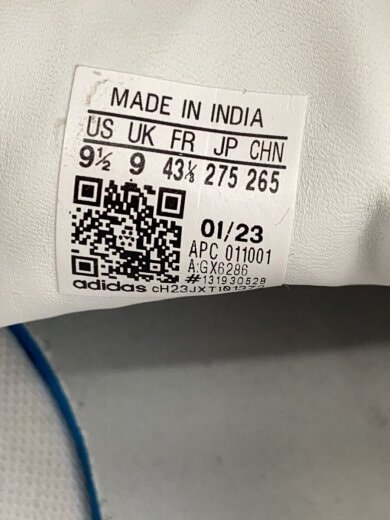 MADE IN INDIA
US UK FR JP CHN
9½ 9 43⅓ 275 265
01/23
APC 011001
A:GX6286
#131930528
adidas